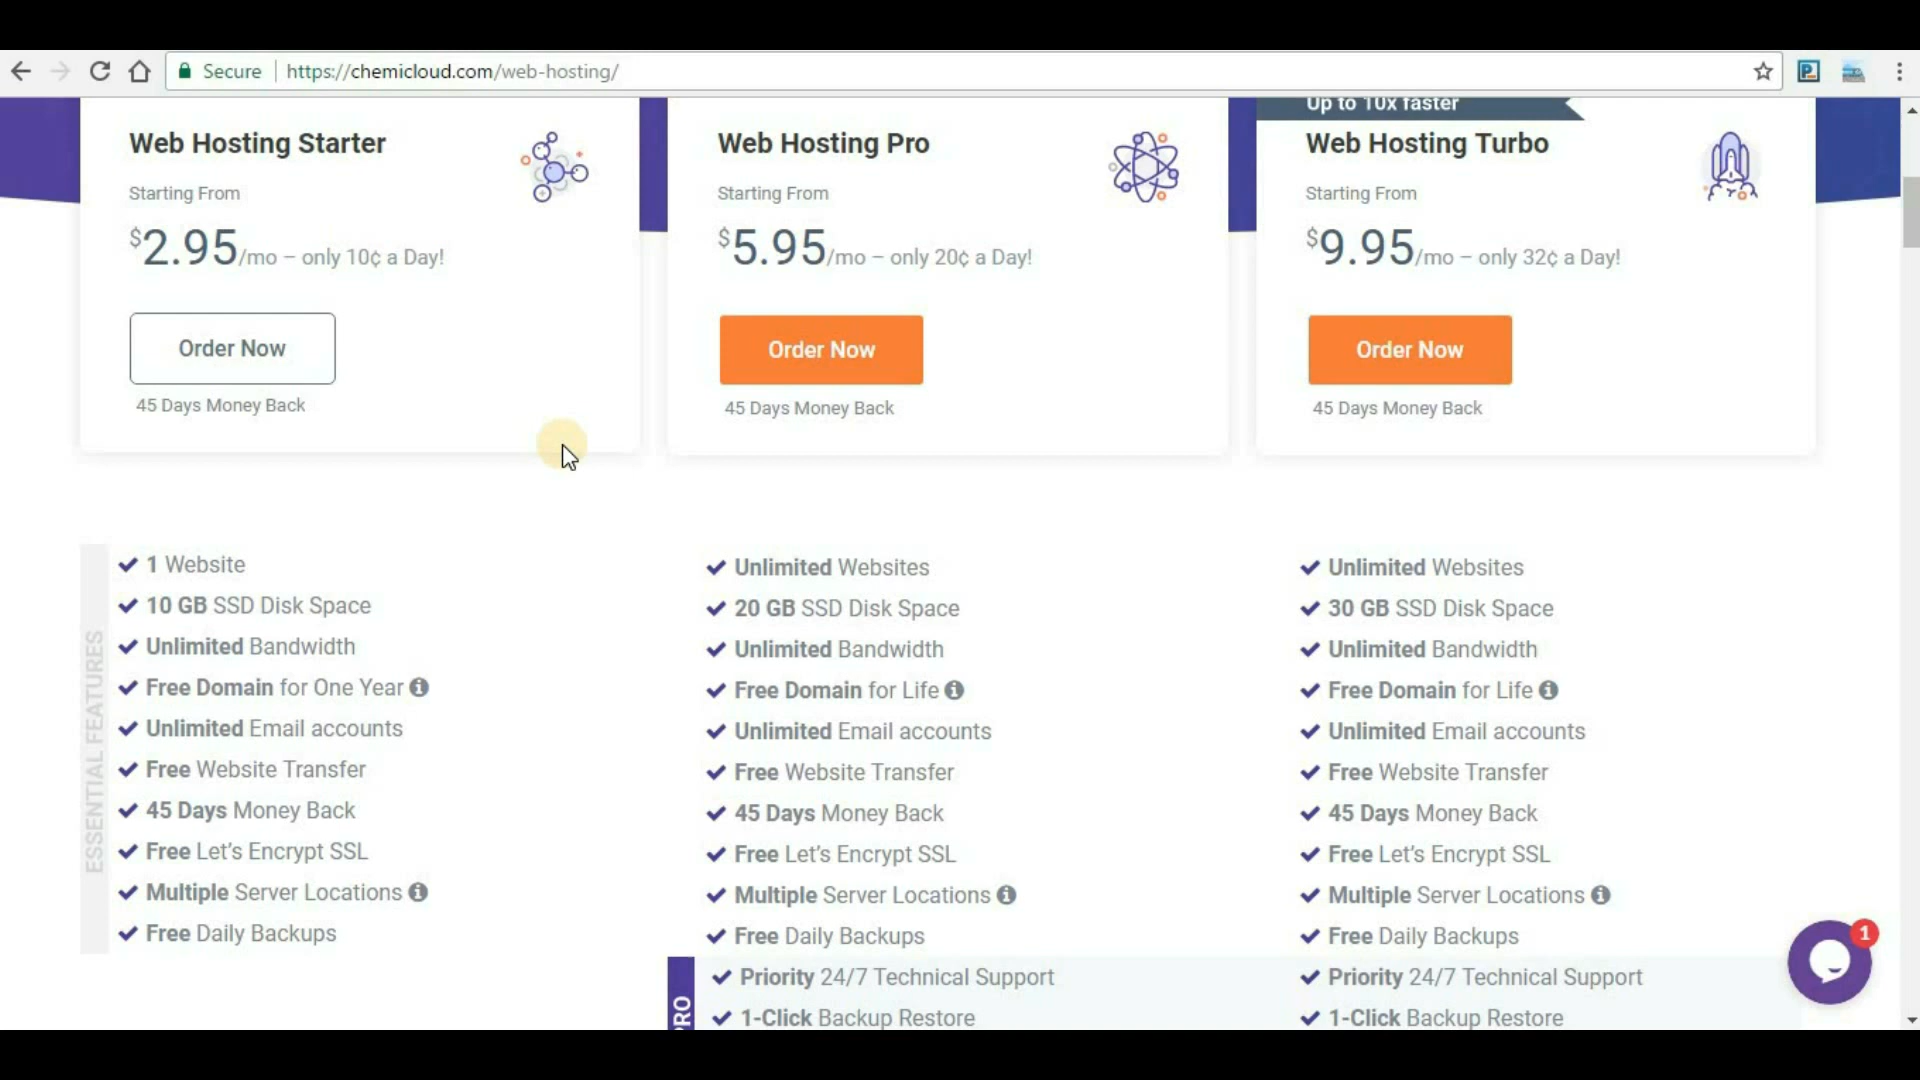 Secure
https://chemicloud.com/web-hosting/
Up to 10x faster
Web Hosting Starter
Starting From
$2.95/mo – only 10¢ a Day!
Order Now
45 Days Money Back
Web Hosting Pro
Starting From
$5.95/mo – only 20¢ a Day!
Order Now
45 Days Money Back
Web Hosting Turbo
Starting From
$9.95/mo – only 32¢ a Day!
Order Now
45 Days Money Back
ESSENTIAL FEATURES
1 Website
10 GB SSD Disk Space
Unlimited Bandwidth
Free Domain for One Year
Unlimited Email accounts
Free Website Transfer
45 Days Money Back
Free Let's Encrypt SSL
Multiple Server Locations
Free Daily Backups
Unlimited Websites
20 GB SSD Disk Space
Unlimited Bandwidth
Free Domain for Life
Unlimited Email accounts
Free Website Transfer
45 Days Money Back
Free Let's Encrypt SSL
Multiple Server Locations
Free Daily Backups
PRO
Priority 24/7 Technical Support
1-Click Backup Restore
Unlimited Websites
30 GB SSD Disk Space
Unlimited Bandwidth
Free Domain for Life
Unlimited Email accounts
Free Website Transfer
45 Days Money Back
Free Let's Encrypt SSL
Multiple Server Locations
Free Daily Backups
Priority 24/7 Technical Support
1-Click Backup Restore
1